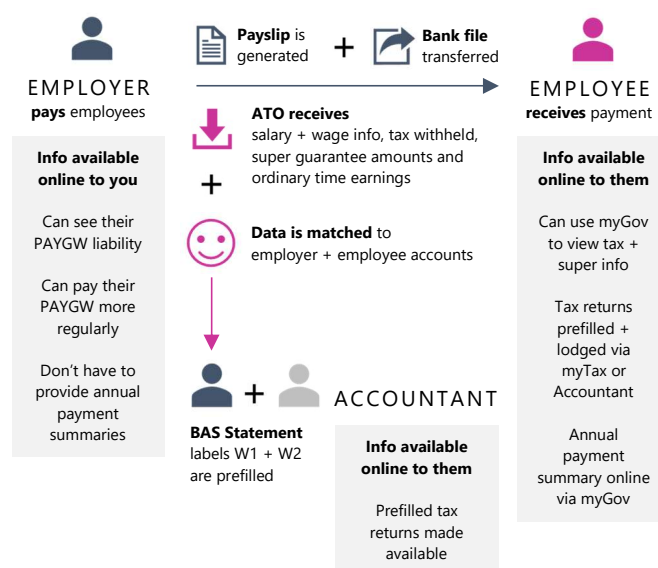 Payslip is
generated
+
Bank file
transferred
EMPLOYER
pays employees
EMPLOYEE
receives payment
ATO receives
salary + wage info, tax withheld,
super guarantee amounts and
ordinary time earnings
+
Data is matched to
employer + employee accounts
Info available
online to you
Can see their
PAYGW liability
Can pay their
PAYGW more
regularly
Don't have to
provide annual
payment
summaries
Info available
online to them
Can use myGov
to view tax +
super info
Tax returns
prefilled +
lodged via
myTax or
Accountant
Annual
payment
summary online
via myGov
+
ACCOUNTANT
BAS Statement
labels W1 + W2
are prefilled
Info available
online to them
Prefilled tax
returns made
available